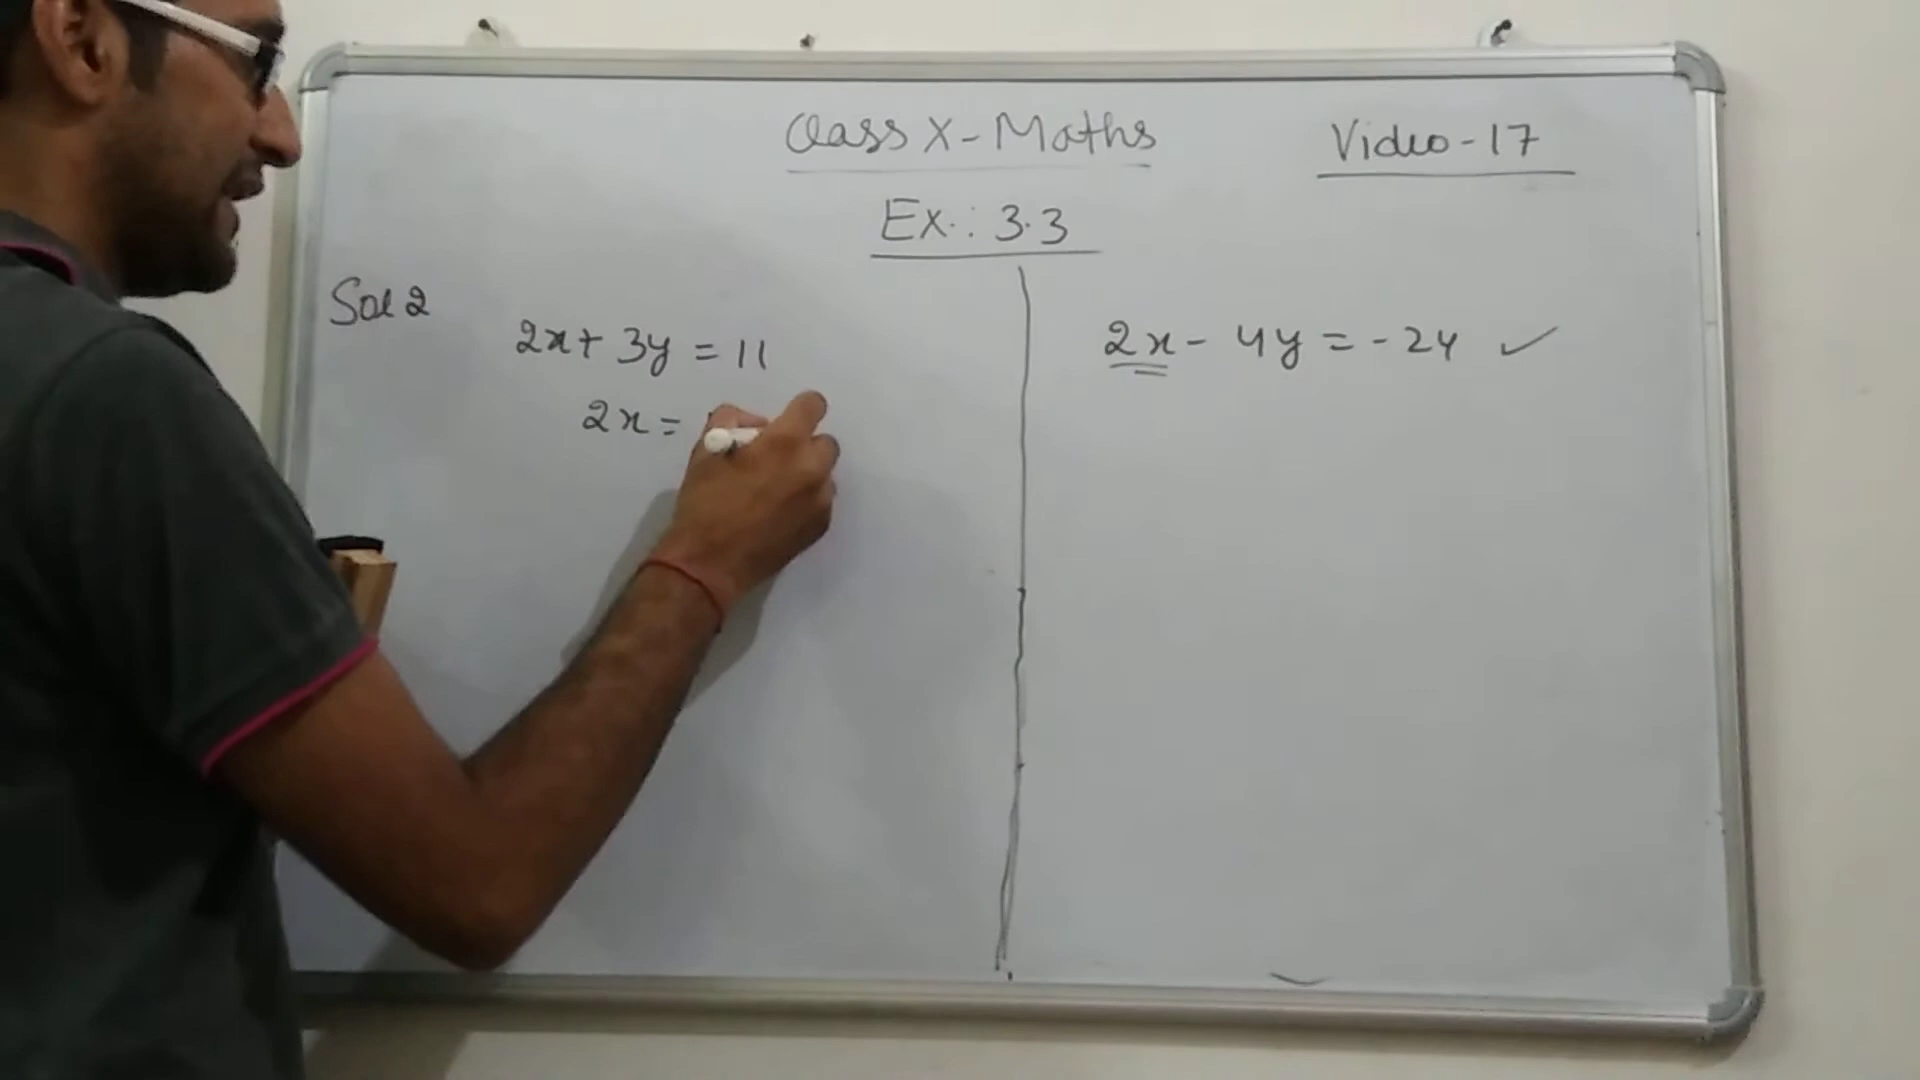 Class X - Maths
Video - 17
Ex.: 3.3
Sol 2
2x + 3y = 11
2x =
2x - 4y = -24 ✓